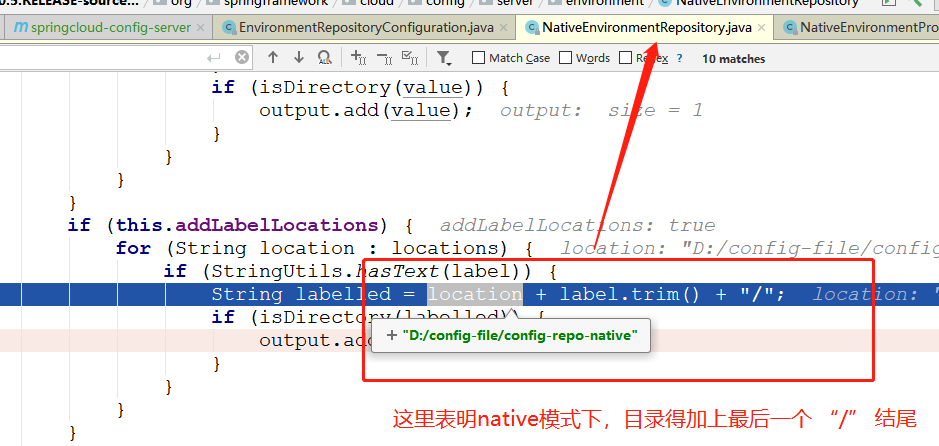 0.5.RELEASE-source... org springframework cloud config server environment NativeEnvironmentRepository
springcloud-config-server EnvironmentRepositoryConfiguration.java NativeEnvironmentRepository.java NativeEnvironmentPro
Match Case Words Regex ? 10 matches
if (isDirectory(value)) {
output.add(value); output: size = 1
}
}
}
}
if (this.addLabelLocations) { addLabelLocations: true
for (String location : locations) { location: "D:/config-file/config
if (StringUtils.hasText(label)) {
String labelled = location + label.trim() + "/"; location: "
if (isDirectory(labelled)) {
output.add
+ "D:/config-file/config-repo-native"
}
}
}
}
这里表明native模式下，目录得加上最后一个 “/” 结尾